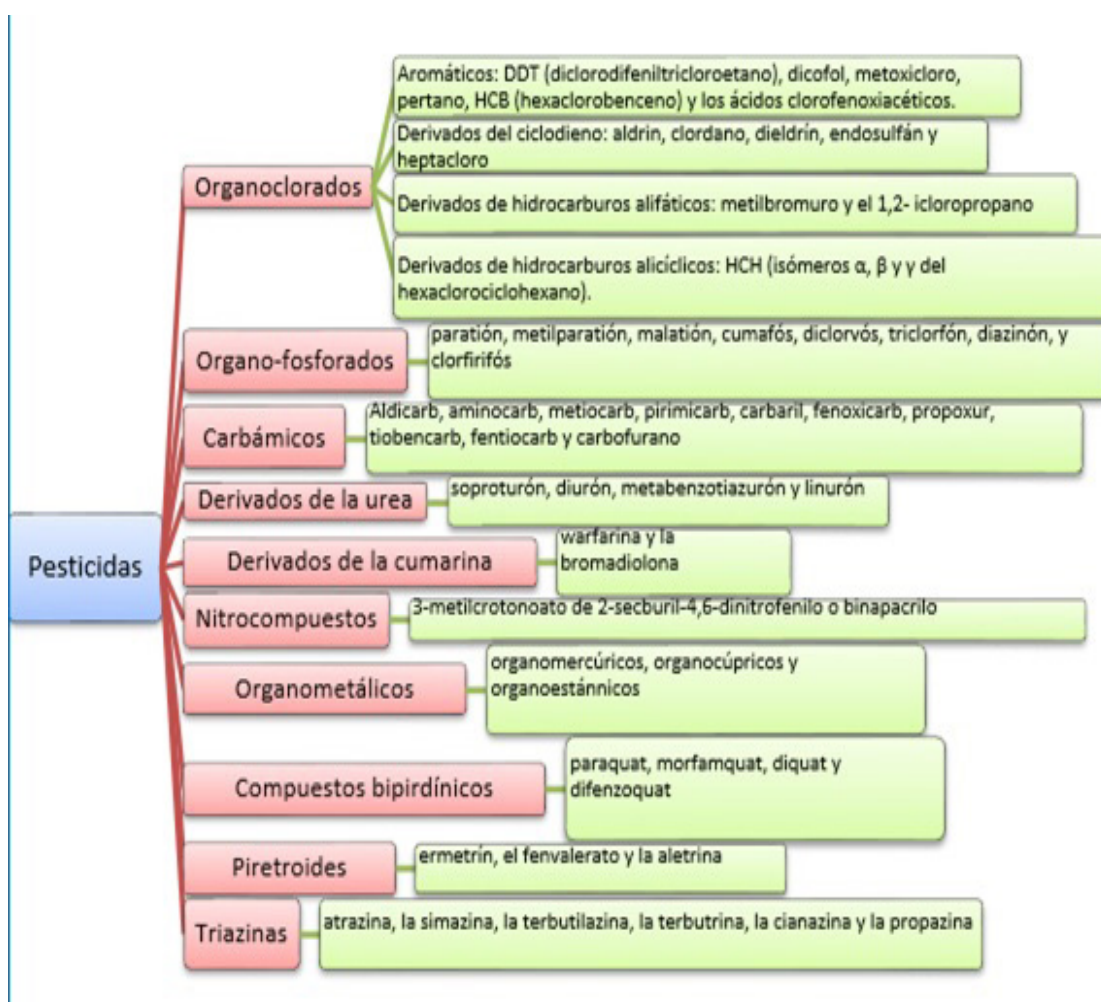 Pesticidas
Organoclorados
Aromáticos: DDT (diclorodifeniltricloroetano), dicofol, metoxicloro,
pertano, HCB (hexaclorobenceno) y los ácidos clorofenoxiacéticos.
Derivados del ciclodieno: aldrin, clordano, dieldrín, endosulfán y
heptacloro
Derivados de hidrocarburos alifáticos: metilbromuro y el 1,2- icloropropano
Derivados de hidrocarburos alicíclicos: HCH (isómeros α, β y γ del
hexaclorociclohexano).
Organo-fosforados
paratión, metilparatión, malatión, cumafós, diclorvós, triclorfón, diazinón, y
clorfirifós
Carbámicos
Aldicarb, aminocarb, metiocarb, pirimicarb, carbaril, fenoxicarb, propoxur,
tiobencarb, fentiocarb y carbofurano
Derivados de la urea
soproturón, diurón, metabenzotiazurón y linurón
Derivados de la cumarina
warfarina y la
bromadiolona
Nitrocompuestos
3-metilcrotonoato de 2-secburil-4,6-dinitrofenilo o binapacrilo
Organometálicos
organomercúricos, organocúpricos y
organoestánnicos
Compuestos bipirdínicos
paraquat, morfamquat, diquat y
difenzoquat
Piretroides
ermetrín, el fenvalerato y la aletrina
Triazinas
atrazina, la simazina, la terbutilazina, la terbutrina, la cianazina y la propazina